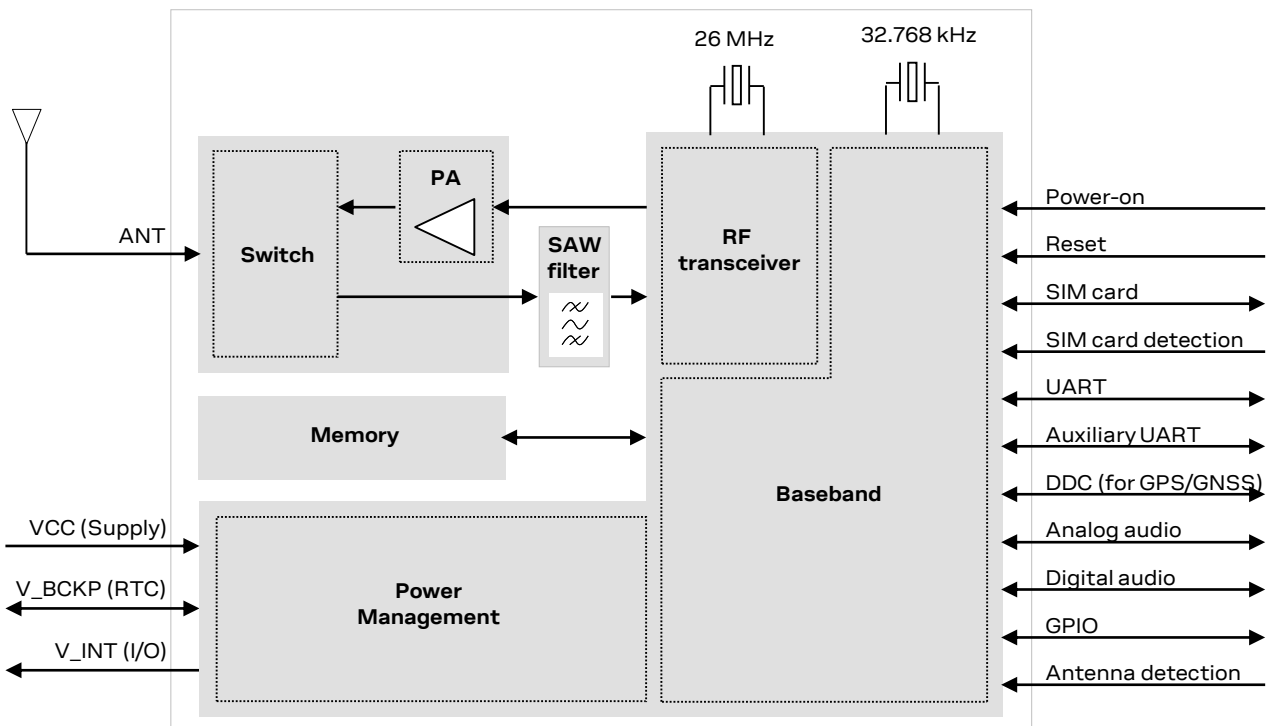 26 MHz
32.768 kHz
ANT
Switch
PA
SAW
filter
RF
transceiver
Memory
Baseband
Power
Management
VCC (Supply)
V_BCKP (RTC)
V_INT (I/O)
Power-on
Reset
SIM card
SIM card detection
UART
Auxiliary UART
DDC (for GPS/GNSS)
Analog audio
Digital audio
GPIO
Antenna detection